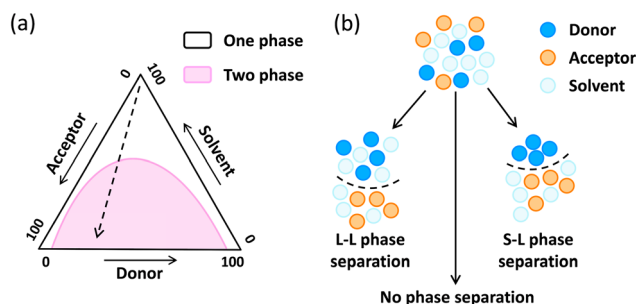 (a)
One phase
Two phase
0
100
Acceptor
Solvent
100
0
0
100
Donor
(b)
Donor
Acceptor
Solvent
L-L phase
separation
S-L phase
separation
No phase separation